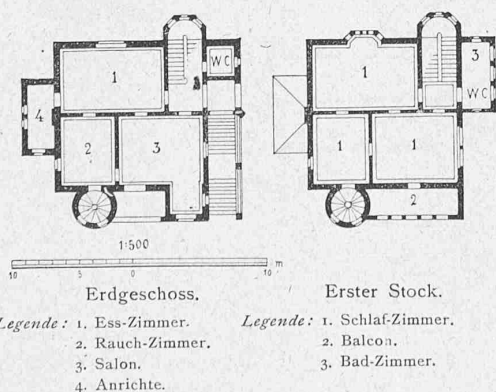 1
WC
4
2
3
1
3
WC
1
1
2
1:500
10 5 0 10 m
Erdgeschoss.
Legende: 1. Ess-Zimmer.
2. Rauch-Zimmer.
3. Salon.
4. Anrichte.
Erster Stock.
Legende: 1. Schlaf-Zimmer.
2. Balcon.
3. Bad-Zimmer.